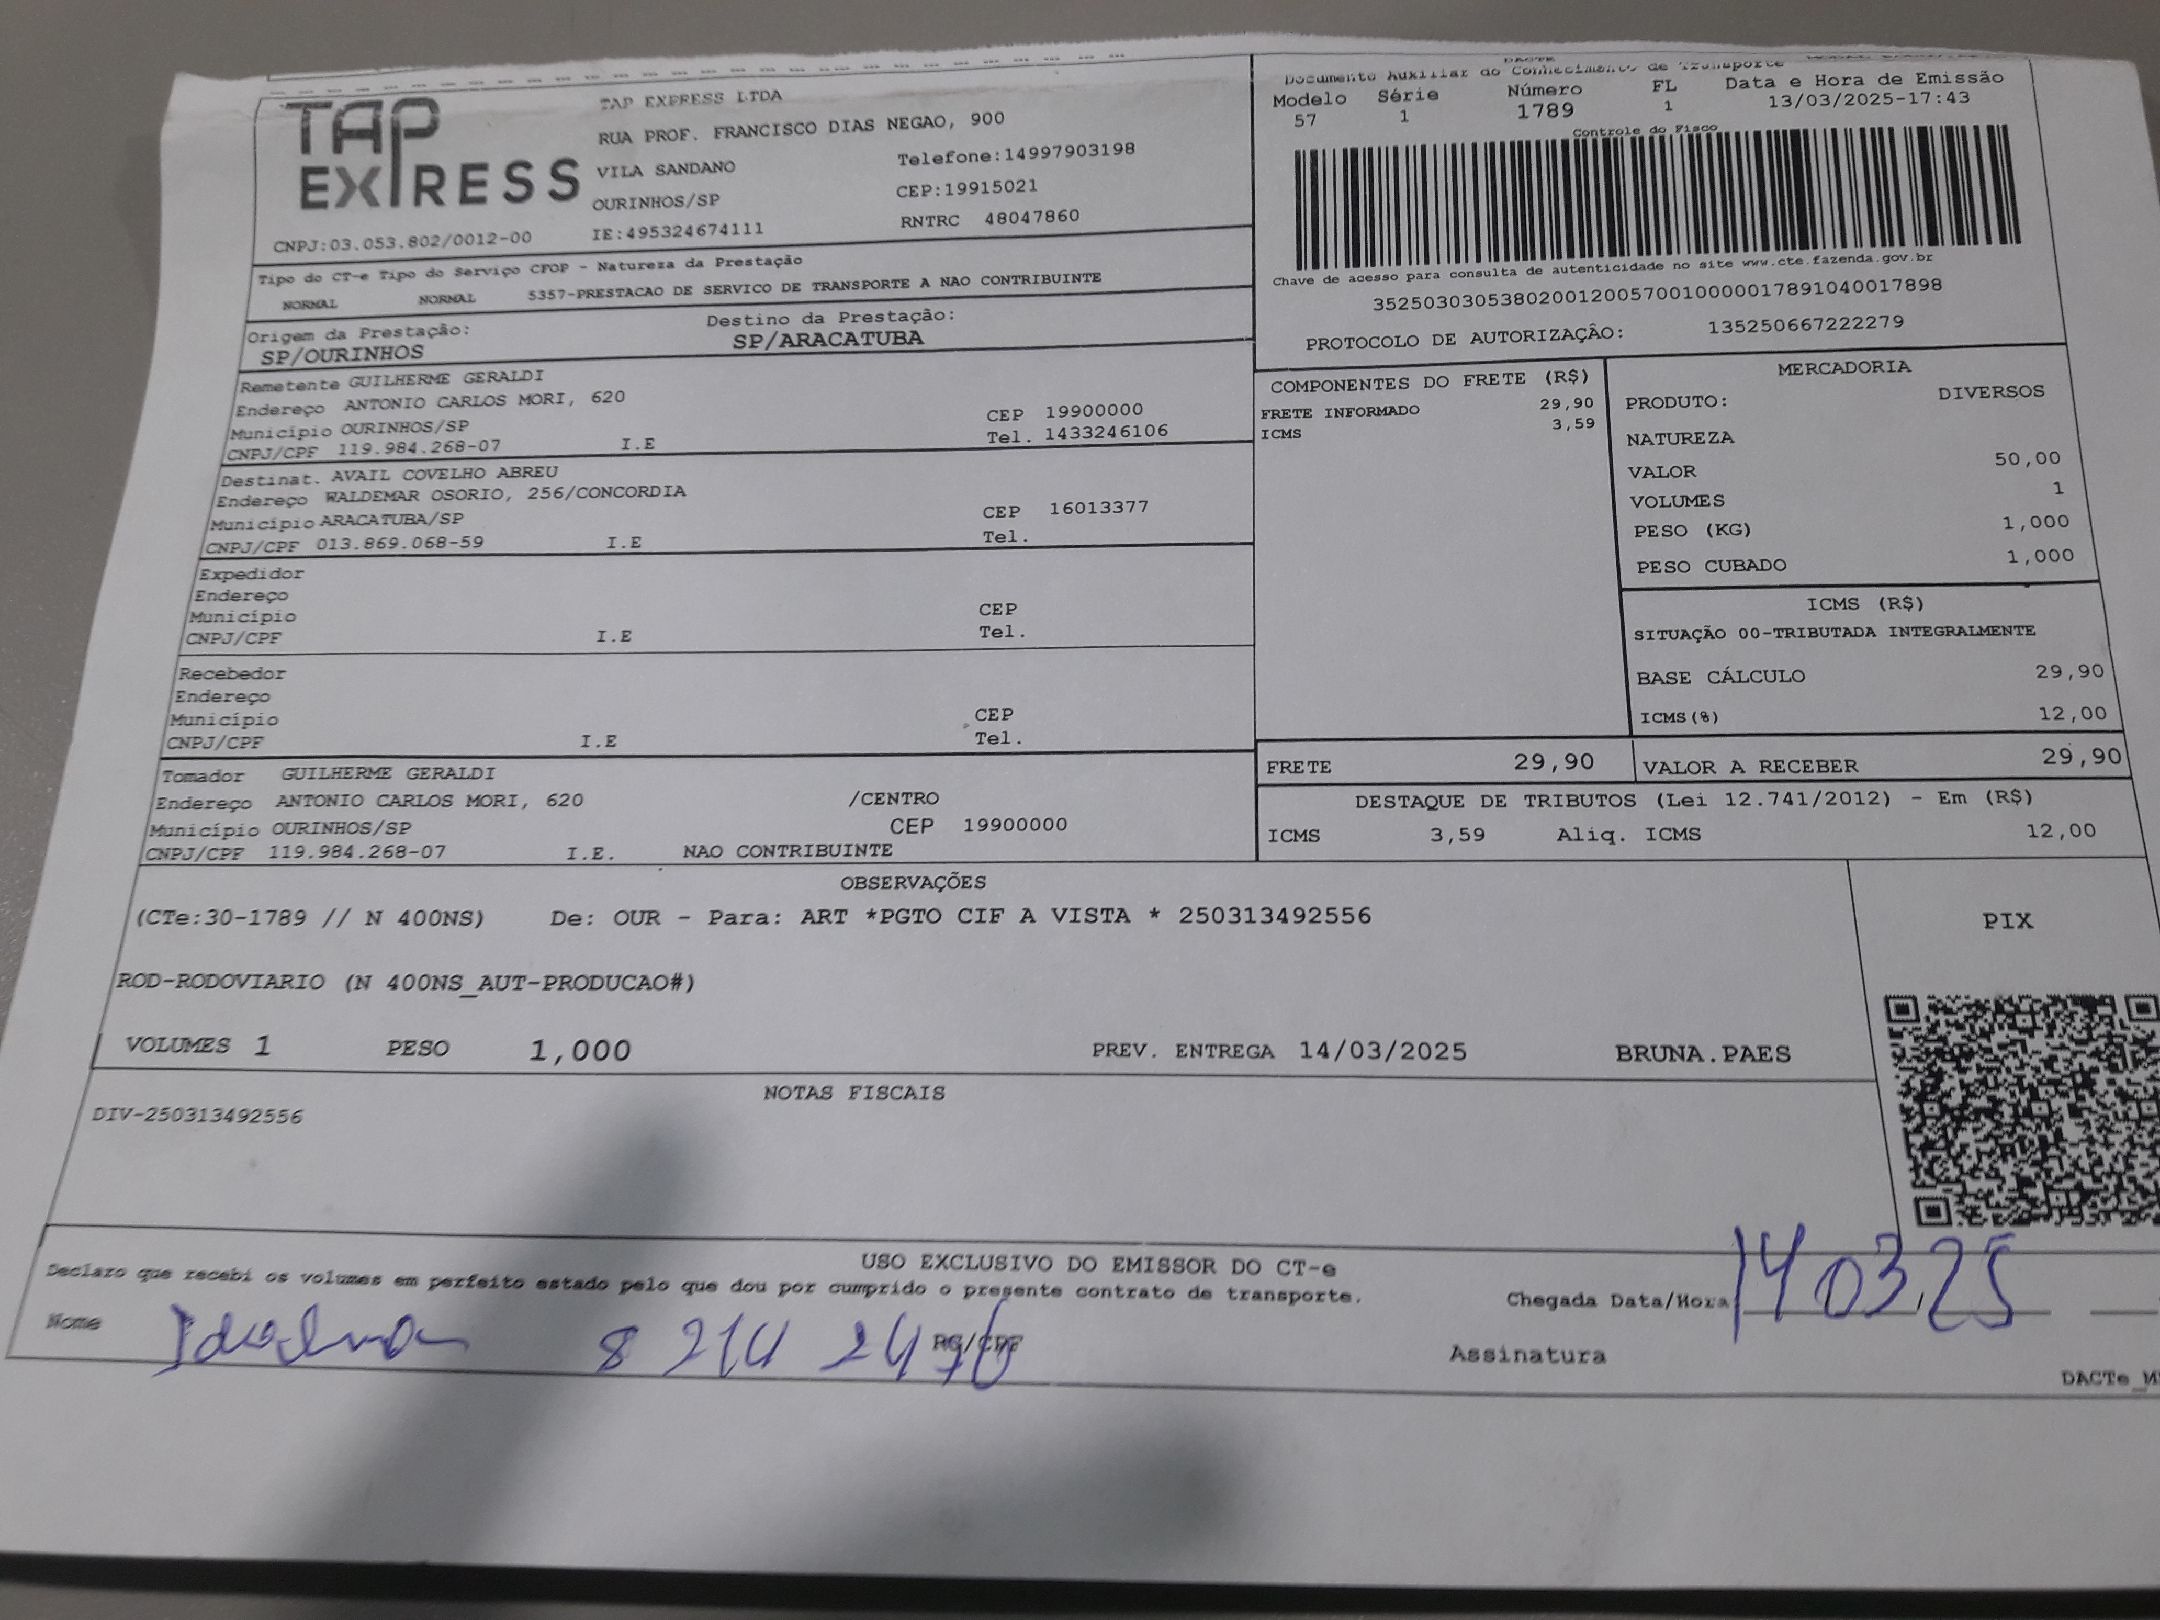 TAP
EXPRESS
TAP EXPRESS LTDA
RUA PROF. FRANCISCO DIAS NEGAO, 900
VILA SANDANO Telefone:14997903198
OURINHOS/SP CEP:19915021
CNPJ:03.053.802/0012-00 IE:495324674111 RNTRC 48047860
DACTE
Documento Auxiliar do Conhecimento de Transporte
Modelo Série Número FL Data e Hora de Emissão
57 1 1789 1 13/03/2025-17:43
Controle do Fisco
Chave de acesso para consulta de autenticidade no site www.cte.fazenda.gov.br
35250303053802001200570010000017891040017898
PROTOCOLO DE AUTORIZAÇÃO: 135250667222279
Tipo do CT-e Tipo do Serviço CFOP - Natureza da Prestação
NORMAL NORMAL 5357-PRESTACAO DE SERVICO DE TRANSPORTE A NAO CONTRIBUINTE
Origem da Prestação: Destino da Prestação:
SP/OURINHOS SP/ARACATUBA
Remetente GUILHERME GERALDI
Endereço ANTONIO CARLOS MORI, 620
Município OURINHOS/SP CEP 19900000
CNPJ/CPF 119.984.268-07 I.E Tel. 1433246106
Destinat. AVAIL COVELHO ABREU
Endereço WALDEMAR OSORIO, 256/CONCORDIA
Município ARACATUBA/SP CEP 16013377
CNPJ/CPF 013.869.068-59 I.E Tel.
Expedidor
Endereço
Município CEP
CNPJ/CPF I.E Tel.
Recebedor
Endereço
Município CEP
CNPJ/CPF I.E Tel.
Tomador GUILHERME GERALDI
Endereço ANTONIO CARLOS MORI, 620 /CENTRO
Município OURINHOS/SP CEP 19900000
CNPJ/CPF 119.984.268-07 I.E. NAO CONTRIBUINTE
COMPONENTES DO FRETE (R$)
FRETE INFORMADO 29,90
ICMS 3,59
MERCADORIA
PRODUTO: DIVERSOS
NATUREZA
VALOR 50,00
VOLUMES 1
PESO (KG) 1,000
PESO CUBADO 1,000
ICMS (R$)
SITUAÇÃO 00-TRIBUTADA INTEGRALMENTE
BASE CÁLCULO 29,90
ICMS(%) 12,00
FRETE 29,90 VALOR A RECEBER 29,90
DESTAQUE DE TRIBUTOS (Lei 12.741/2012) - Em (R$)
ICMS 3,59 Aliq. ICMS 12,00
OBSERVAÇÕES
(CTe:30-1789 // N 400NS) De: OUR - Para: ART *PGTO CIF A VISTA * 250313492556
PIX
ROD-RODOVIARIO (N 400NS_AUT-PRODUCAO#)
VOLUMES 1 PESO 1,000 PREV. ENTREGA 14/03/2025 BRUNA.PAES
NOTAS FISCAIS
DIV-250313492556
USO EXCLUSIVO DO EMISSOR DO CT-e
Declaro que recebi os volumes em perfeito estado pelo que dou por cumprido o presente contrato de transporte.
Chegada Data/Hora 14 03,25
Nome RG/CPF
Assinatura